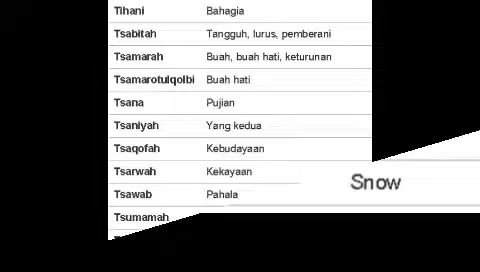 Tihani Bahagia
Tsabitah Tangguh, lurus, pemberani
Tsamarah Buah, buah hati, keturunan
Tsamarotulqolbi Buah hati
Tsana Pujian
Tsaniyah Yang kedua
Tsaqofah Kebudayaan
Tsarwah Kekayaan
Snow
Tsawab Pahala
Tsumamah